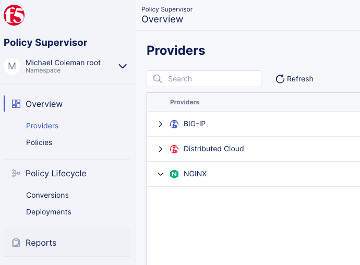 f5
Policy Supervisor
M
Michael Coleman root
Namespace
Overview
Providers
Policies
Policy Lifecycle
Conversions
Deployments
Reports
Policy Supervisor
Overview
Providers
Search
Refresh
Providers
BIG-IP
Distributed Cloud
N
NGINX